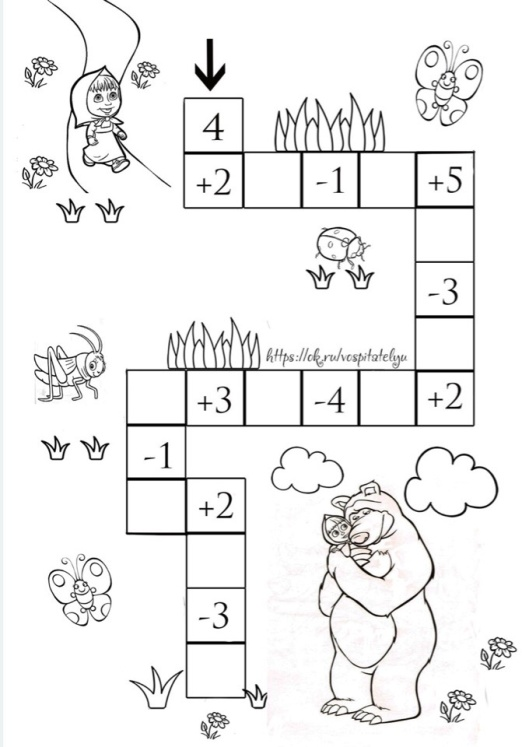 4
+2 -1 +5
-3
https://ok.ru/vospitatelyu
+3 -4 +2
-1
+2
-3